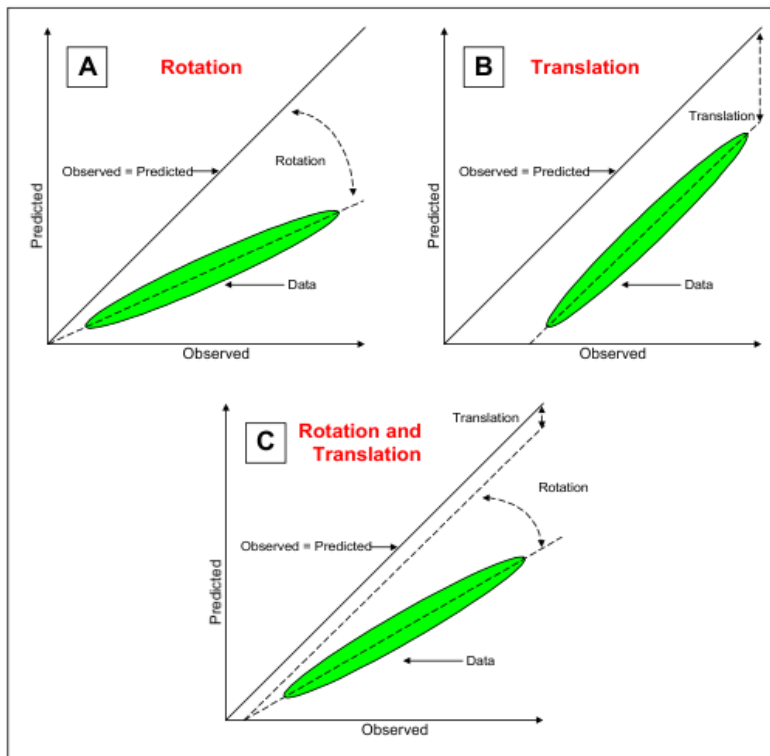 A
Rotation
Observed = Predicted
Rotation
Data
Predicted
Observed
B
Translation
Translation
Observed = Predicted
Data
Predicted
Observed
C
Rotation and
Translation
Translation
Rotation
Observed = Predicted
Data
Predicted
Observed